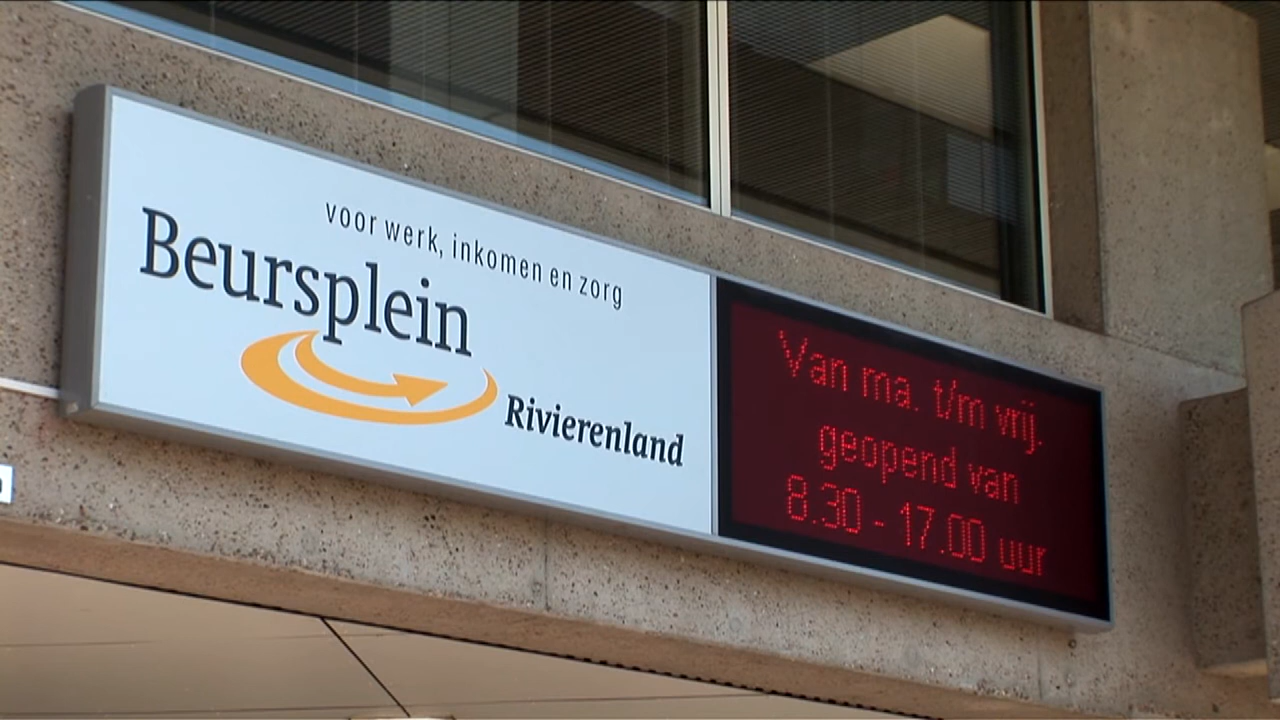 voor werk, inkomen en zorg
Beursplein
Rivierenland
Van ma. t/m vrij.
geopend van
8.30 - 17.00 uur